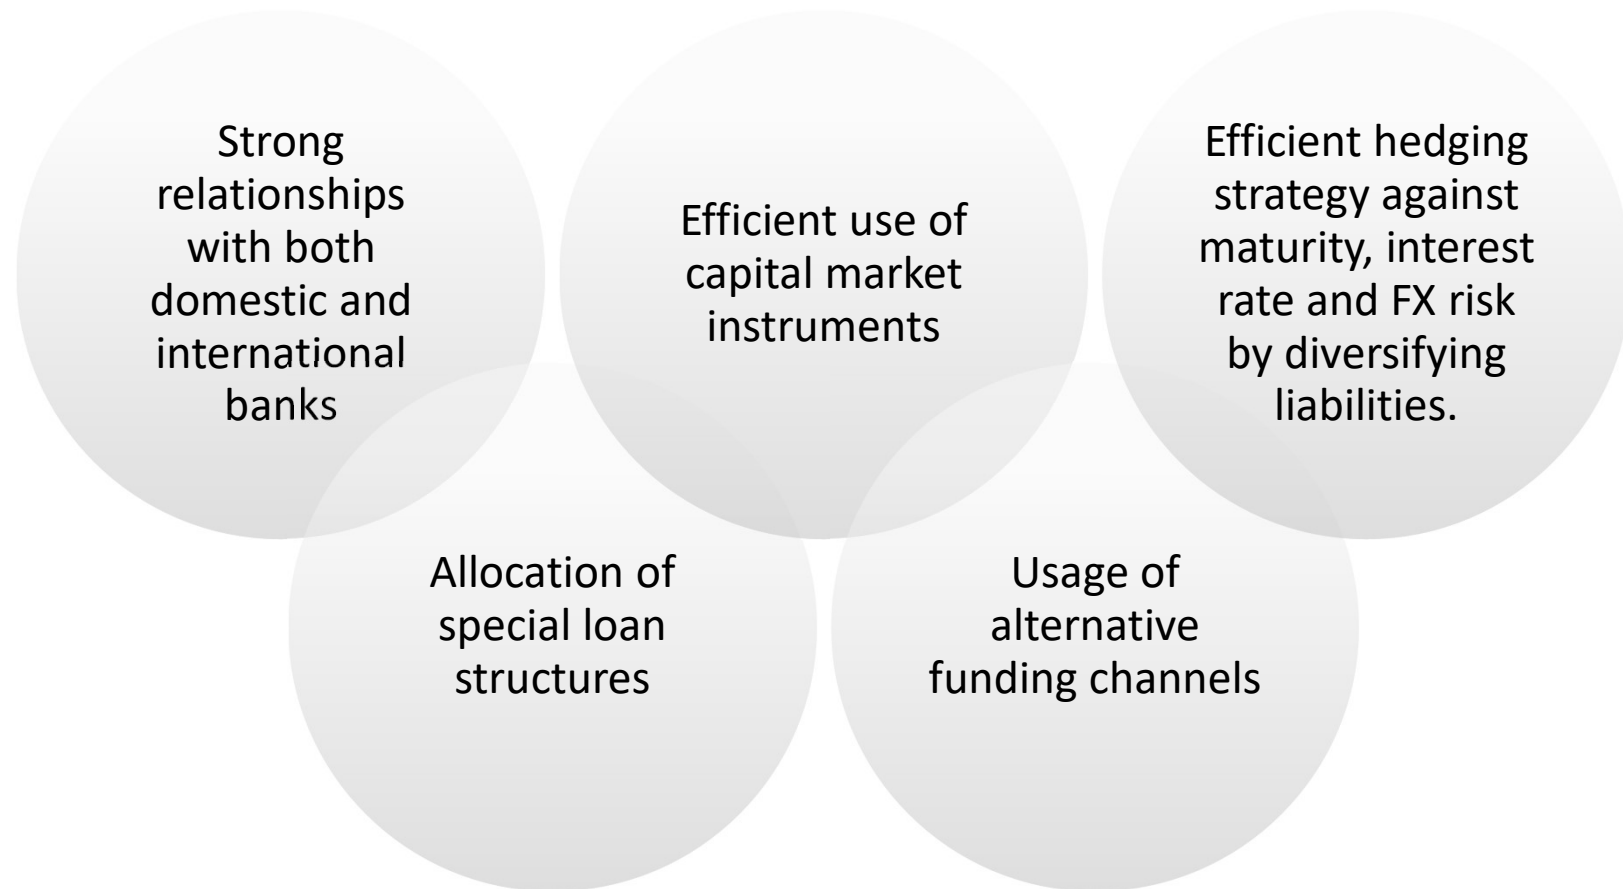 Strong
relationships
with both
domestic and
international
banks
Efficient use of
capital market
instruments
Efficient hedging
strategy against
maturity, interest
rate and FX risk
by diversifying
liabilities.
Allocation of
special loan
structures
Usage of
alternative
funding channels